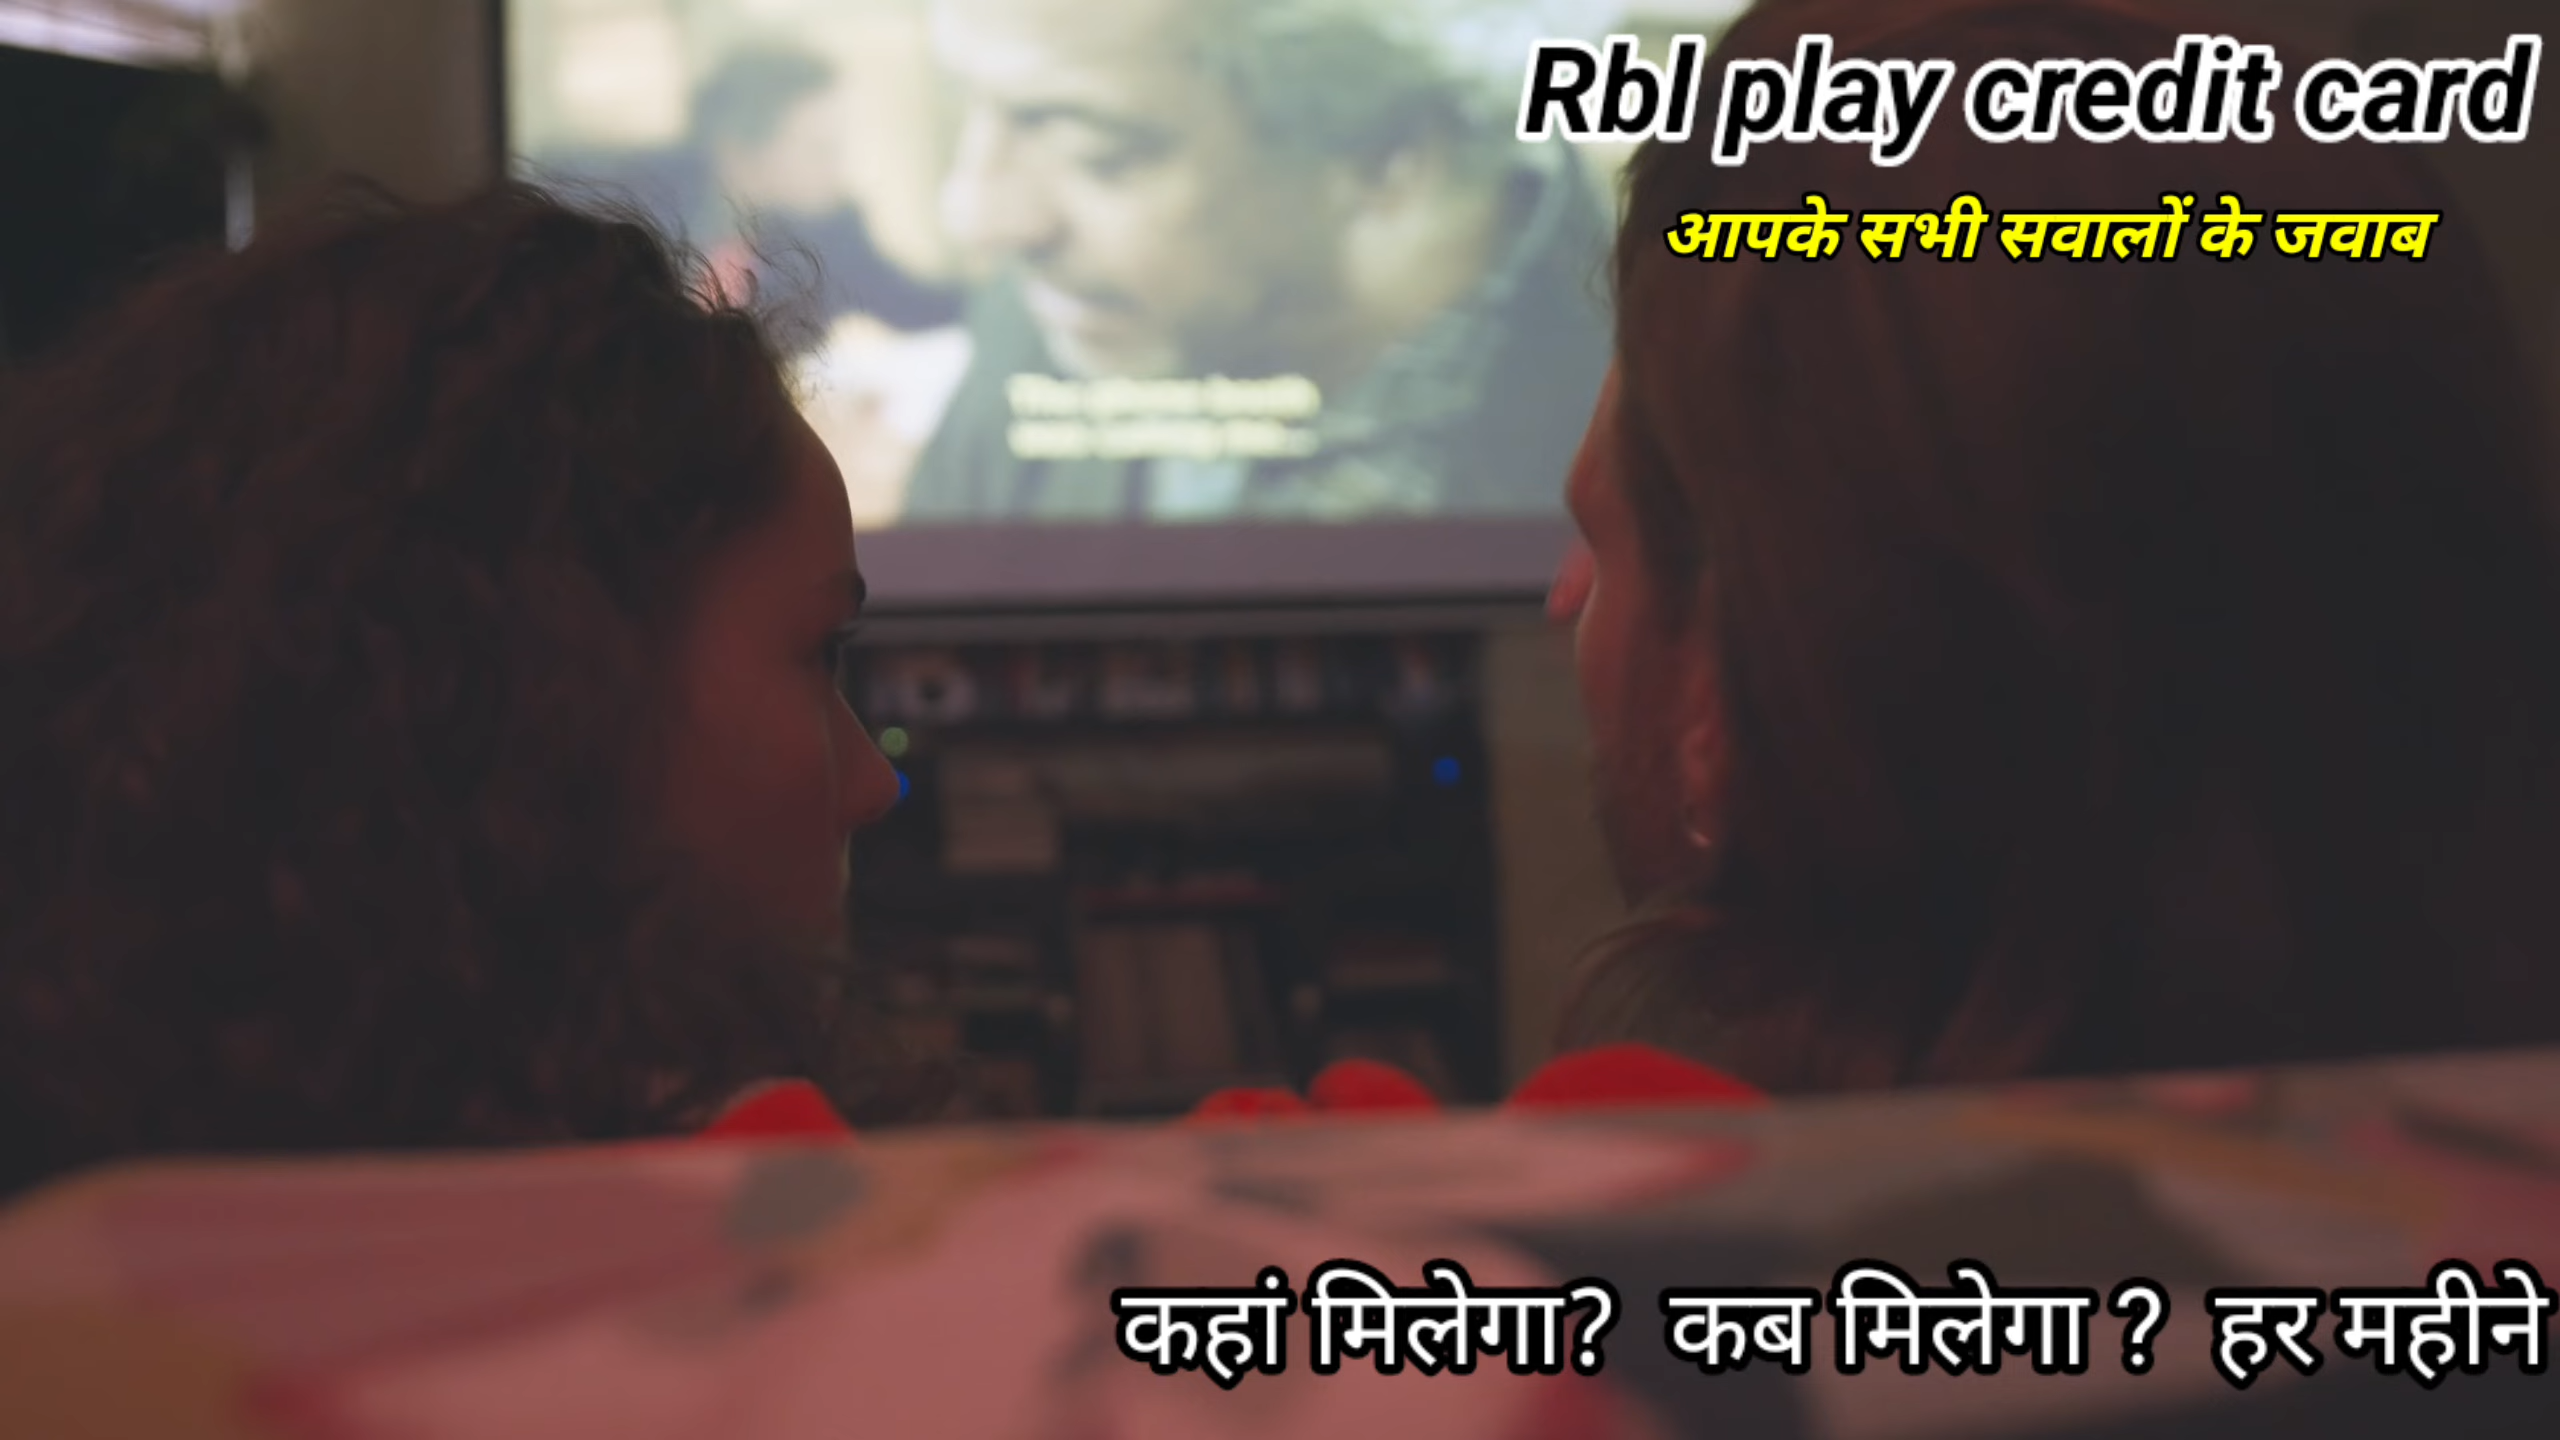 Rbl play credit card
आपके सभी सवालों के जवाब
कहां मिलेगा? कब मिलेगा ? हर महीने